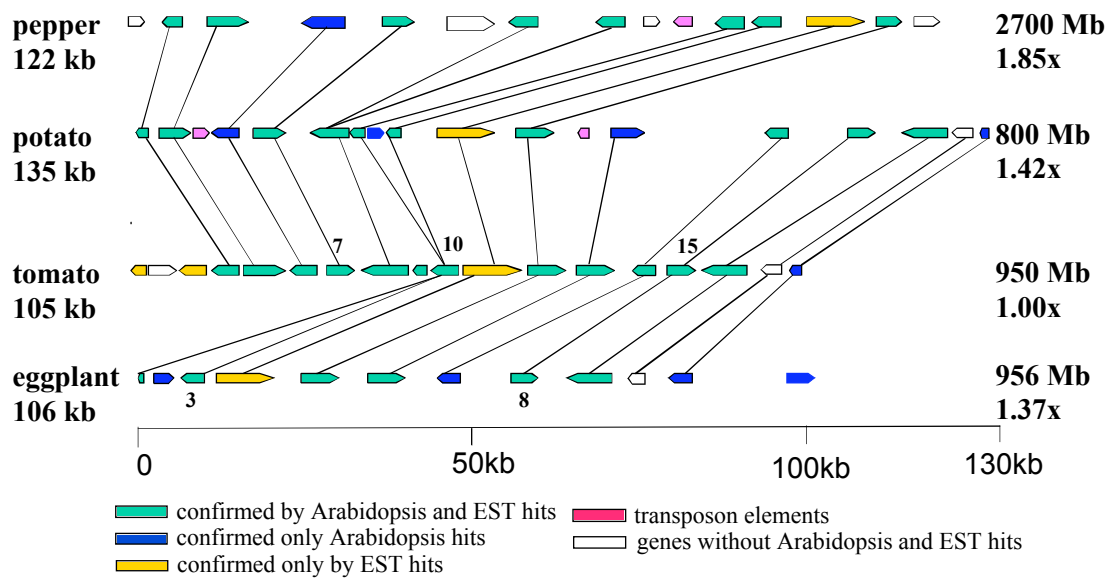 pepper 2700 Mb
122 kb 1.85x
potato 800 Mb
135 kb 1.42x
7 10 15
tomato 950 Mb
105 kb 1.00x
eggplant 956 Mb
3 8
106 kb 1.37x
0 50kb 100kb 130kb
confirmed by Arabidopsis and EST hits transposon elements
confirmed only Arabidopsis hits genes without Arabidopsis and EST hits
confirmed only by EST hits